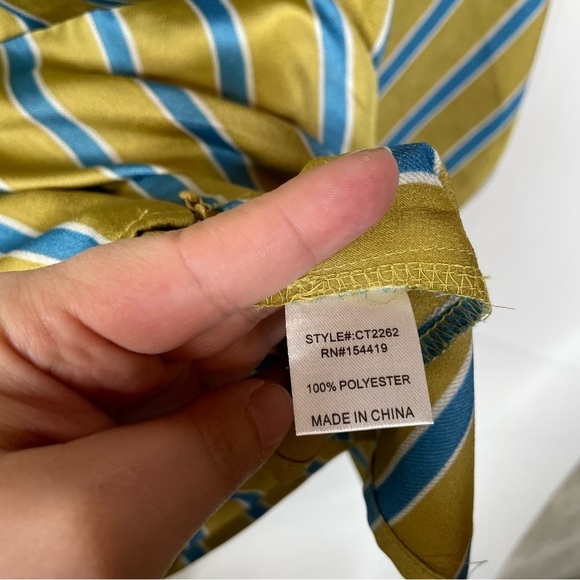 STYLE#:CT2262
RN#154419
100% POLYESTER
MADE IN CHINA